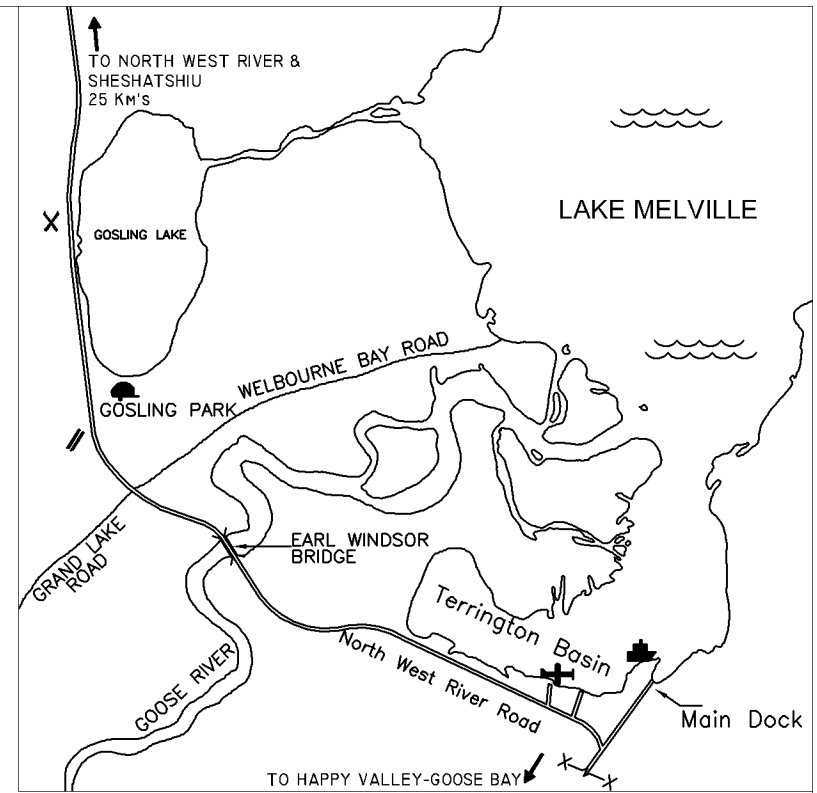 TO NORTH WEST RIVER &
SHESHATSHIU
25 KM'S
LAKE MELVILLE
GOSLING LAKE
WELBOURNE BAY ROAD
GOSLING PARK
EARL WINDSOR
BRIDGE
GRAND LAKE
ROAD
Terrington Basin
North West River Road
GOOSE RIVER
Main Dock
TO HAPPY VALLEY-GOOSE BAY